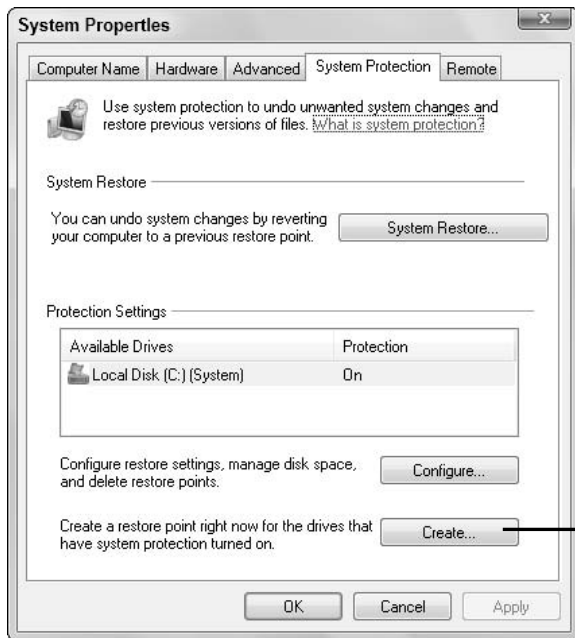 System Properties
Computer Name Hardware Advanced System Protection Remote
Use system protection to undo unwanted system changes and
restore previous versions of files. What is system protection?
System Restore
You can undo system changes by reverting
your computer to a previous restore point.
System Restore...
Protection Settings
Available Drives Protection
Local Disk (C:) (System) On
Configure restore settings, manage disk space,
and delete restore points.
Configure...
Create a restore point right now for the drives that
have system protection turned on.
Create...
OK Cancel Apply